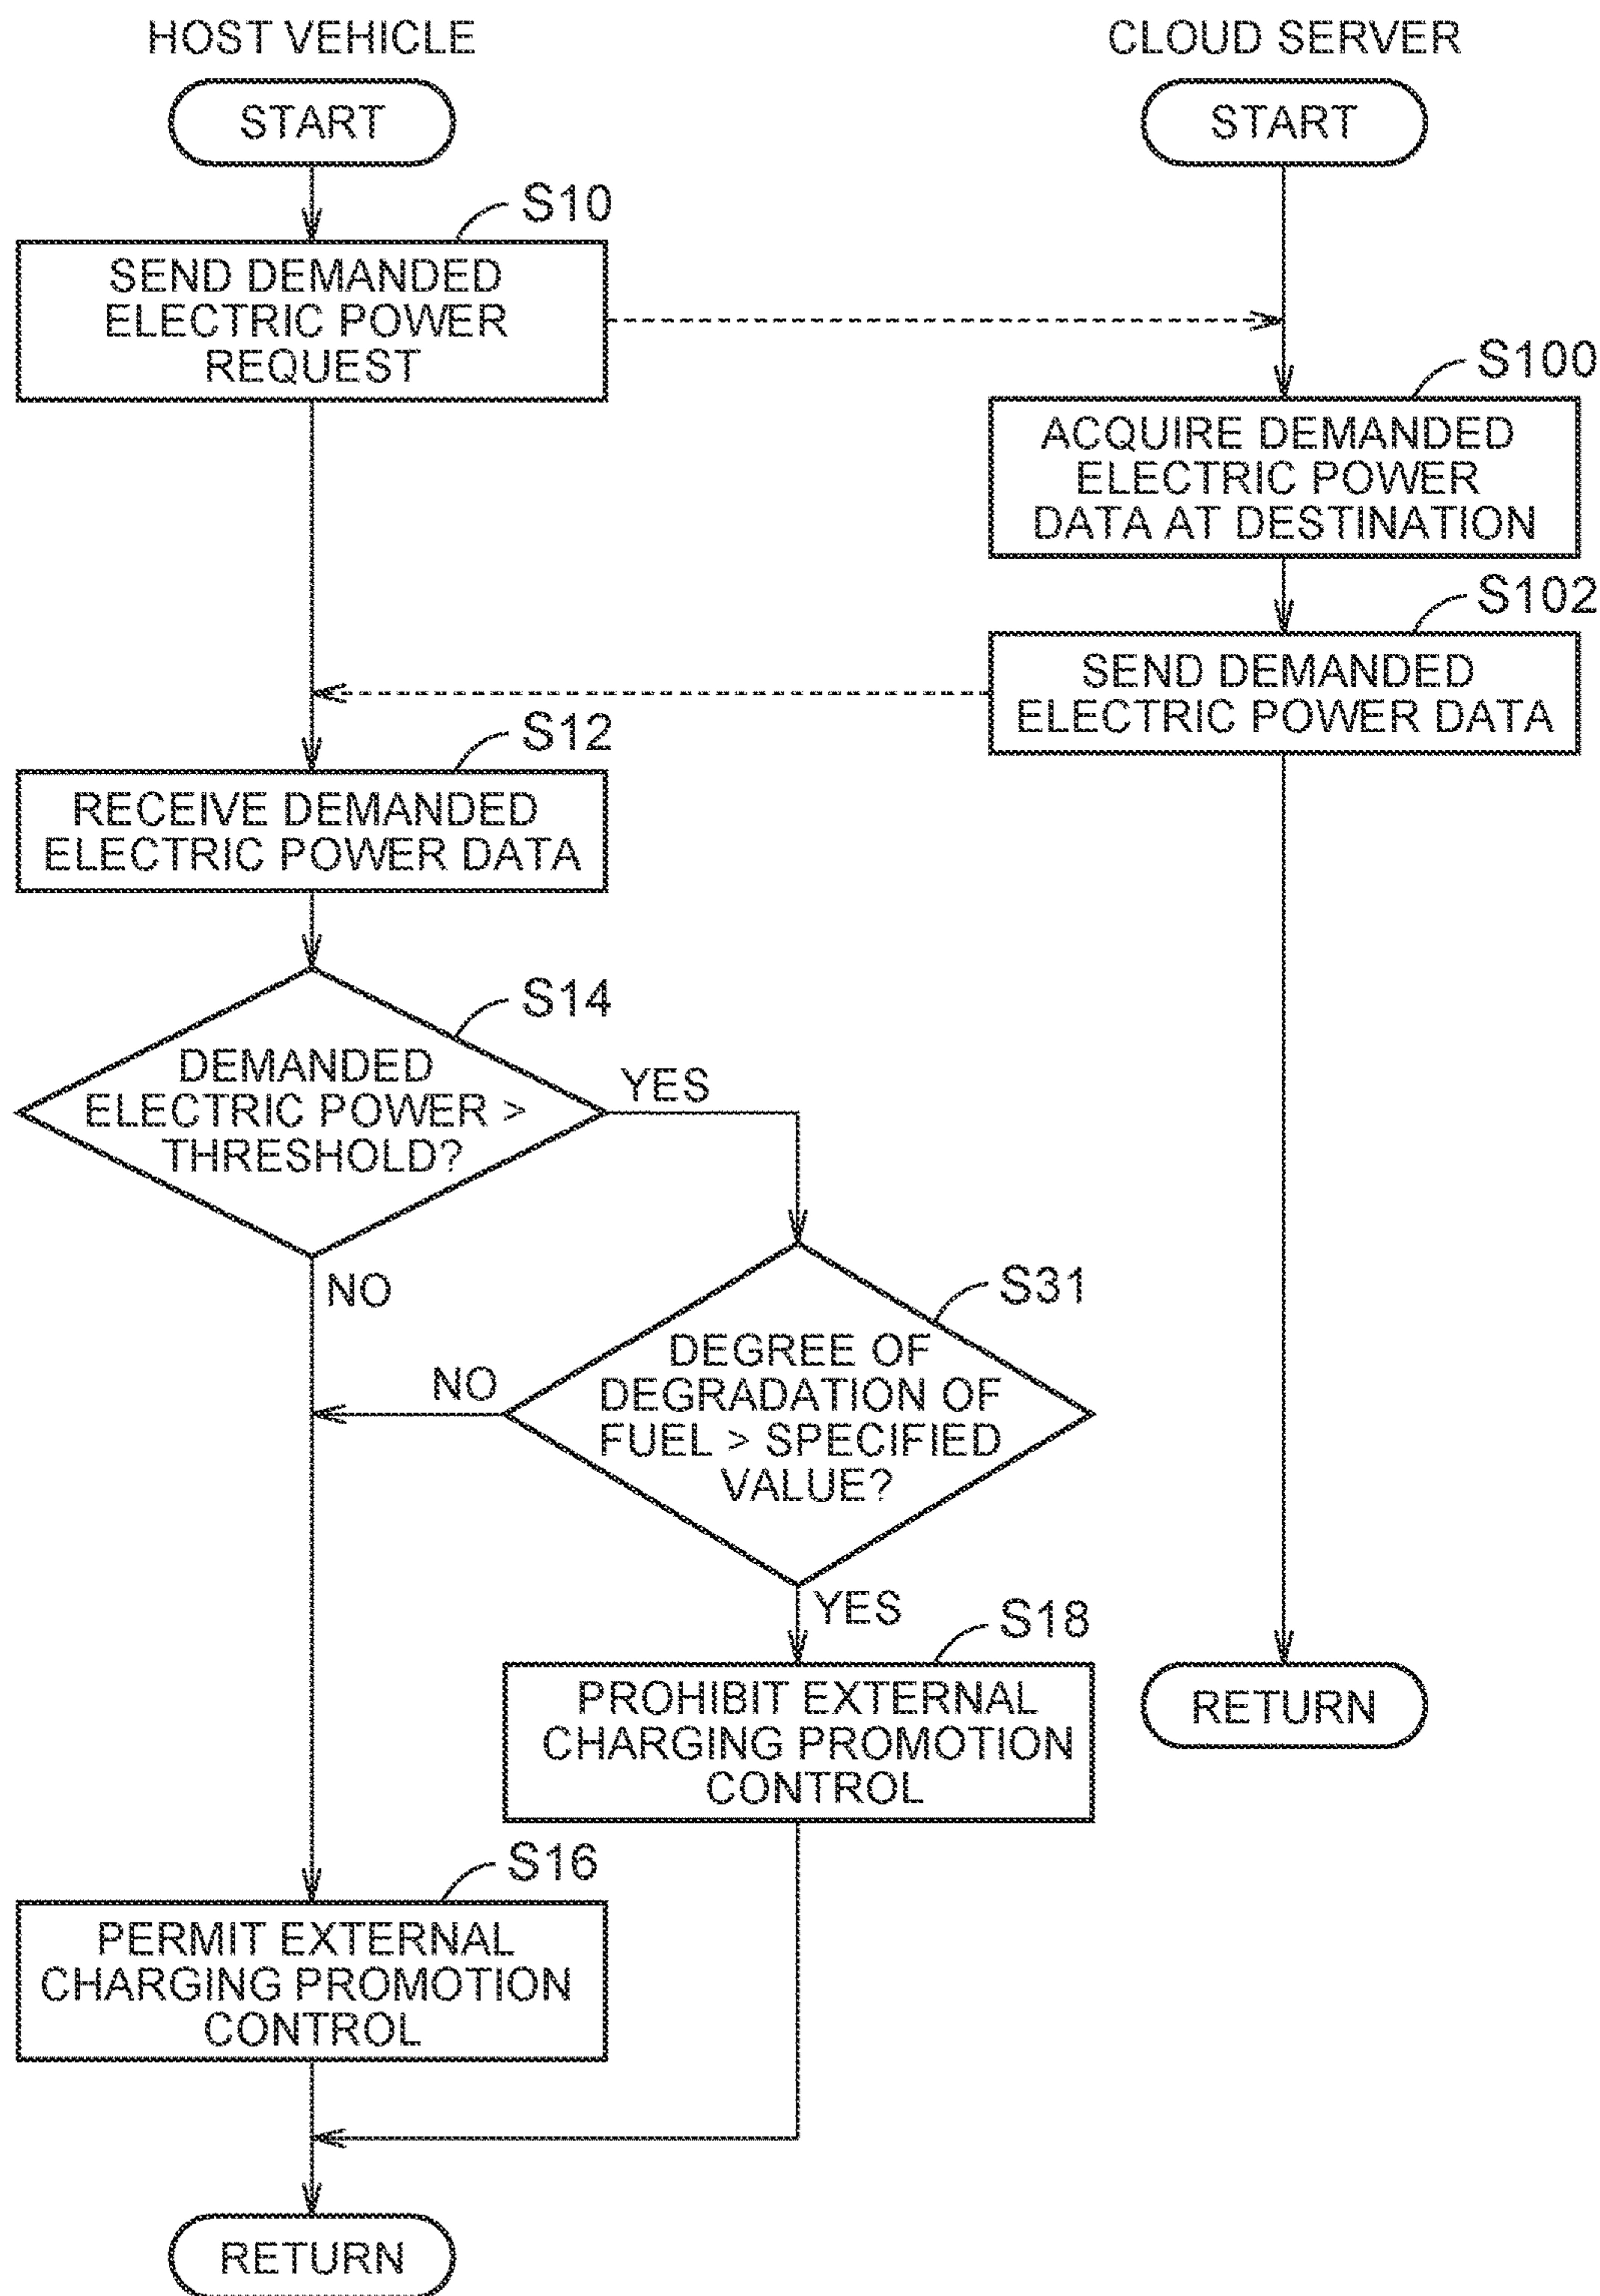 HOST VEHICLE
CLOUD SERVER
START
START
S10
SEND DEMANDED
ELECTRIC POWER
REQUEST
S100
ACQUIRE DEMANDED
ELECTRIC POWER
DATA AT DESTINATION
S102
SEND DEMANDED
ELECTRIC POWER DATA
S12
RECEIVE DEMANDED
ELECTRIC POWER DATA
S14
DEMANDED
ELECTRIC POWER >
THRESHOLD?
YES
NO
S31
DEGREE OF
DEGRADATION OF
FUEL > SPECIFIED
VALUE?
NO
YES
S18
PROHIBIT EXTERNAL
CHARGING PROMOTION
CONTROL
RETURN
S16
PERMIT EXTERNAL
CHARGING PROMOTION
CONTROL
RETURN